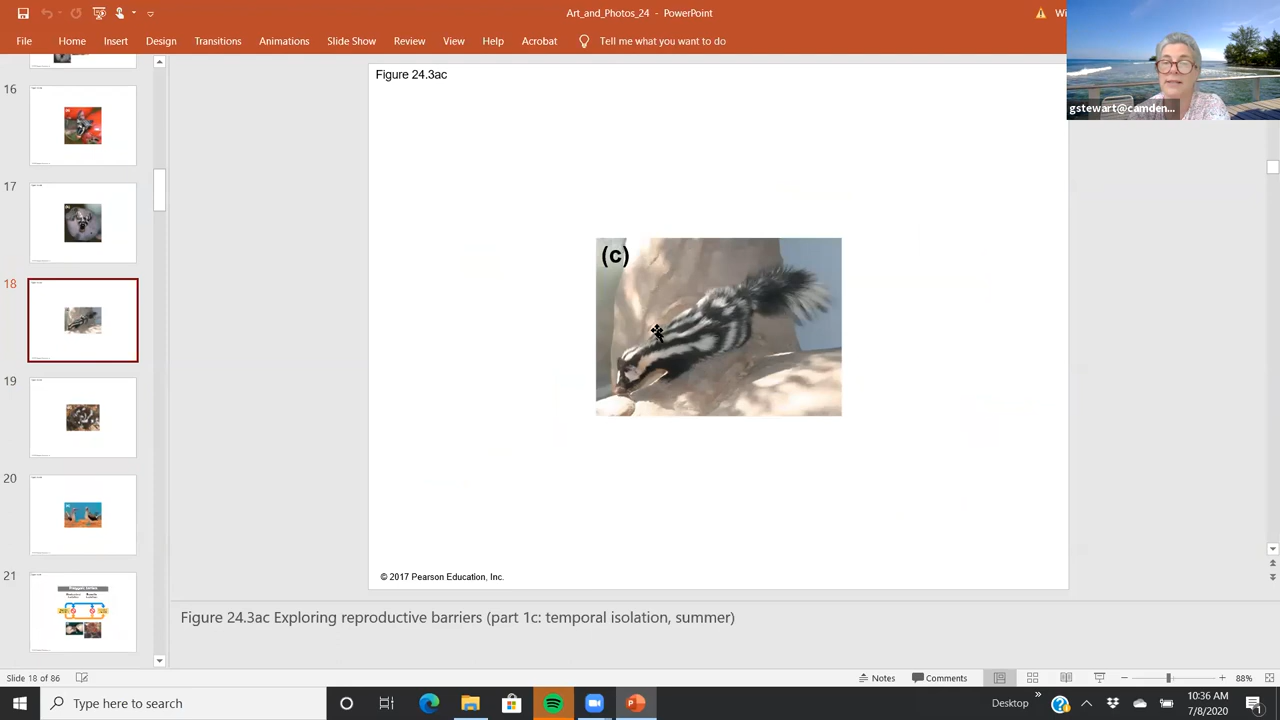 Art_and_Photos_24 - PowerPoint
Wi
File Home Insert Design Transitions Animations Slide Show Review View Help Acrobat Tell me what you want to do
gstewart@camden...
16
17
18
19
20
21
Figure 24.3ac
(c)
© 2017 Pearson Education, Inc.
Figure 24.3ac Exploring reproductive barriers (part 1c: temporal isolation, summer)
Slide 18 of 86 Notes Comments 88%
Type here to search Desktop 10:36 AM
7/8/2020